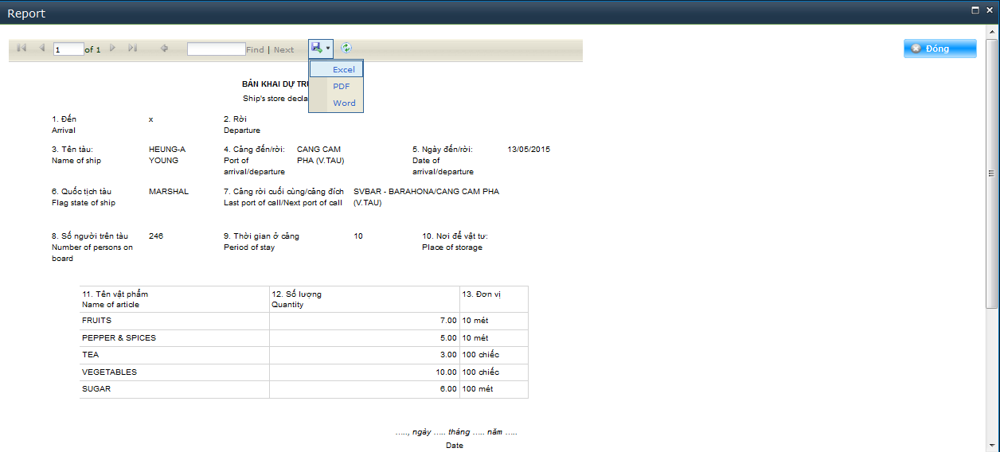 Report
1 of 1 Find | Next
Đóng
Excel
PDF
Word
BẢN KHAI DỰ TRỮ
Ship's store decla
1. Đến x 2. Rời
Arrival Departure
3. Tên tàu: HEUNG-A 4. Cảng đến/rời: CANG CAM 5. Ngày đến/rời: 13/05/2015
Name of ship YOUNG Port of PHA (V.TAU) Date of
arrival/departure arrival/departure
6. Quốc tịch tàu MARSHAL 7. Cảng rời cuối cùng/cảng đích SVBAR - BARAHONA/CANG CAM PHA
Flag state of ship Last port of call/Next port of call (V.TAU)
8. Số người trên tàu 246 9. Thời gian ở cảng 10 10. Nơi để vật tư:
Number of persons on Period of stay Place of storage
board
11. Tên vật phẩm 12. Số lượng 13. Đơn vị
Name of article Quantity
FRUITS 7.00 10 mét
PEPPER & SPICES 5.00 10 mét
TEA 3.00 100 chiếc
VEGETABLES 10.00 100 chiếc
SUGAR 6.00 100 mét
....., ngày ..... tháng ..... năm .....
Date